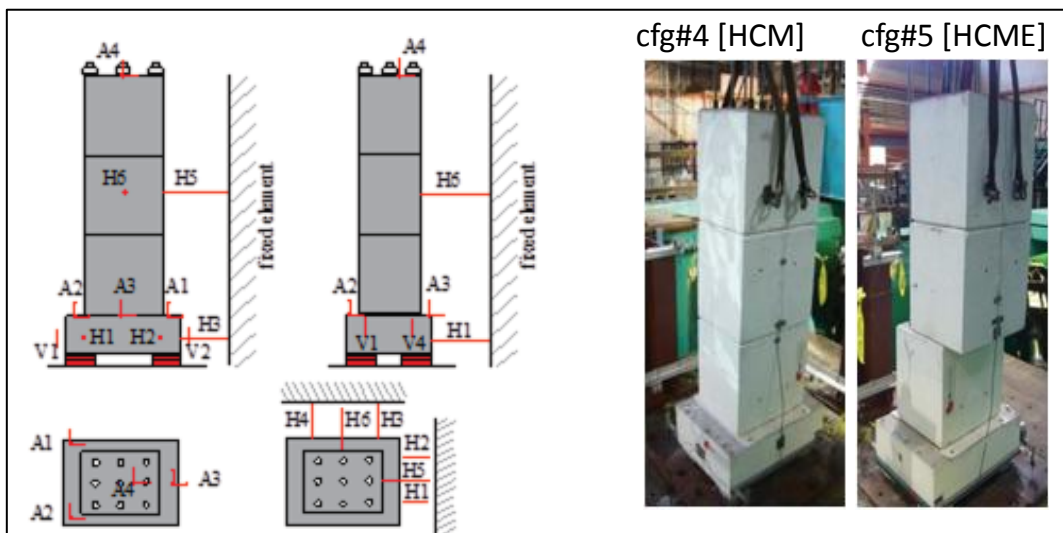 cfg#4 [HCM] cfg#5 [HCME]
A4 A4
H6 H5 fixed element H5 fixed element
A2 A3 A1 A2 A3
V1 H1 H2 H3 V2 V1 V4 H1
H4 H6 H3
A1 H2
A4 A3 H5
A2 H1